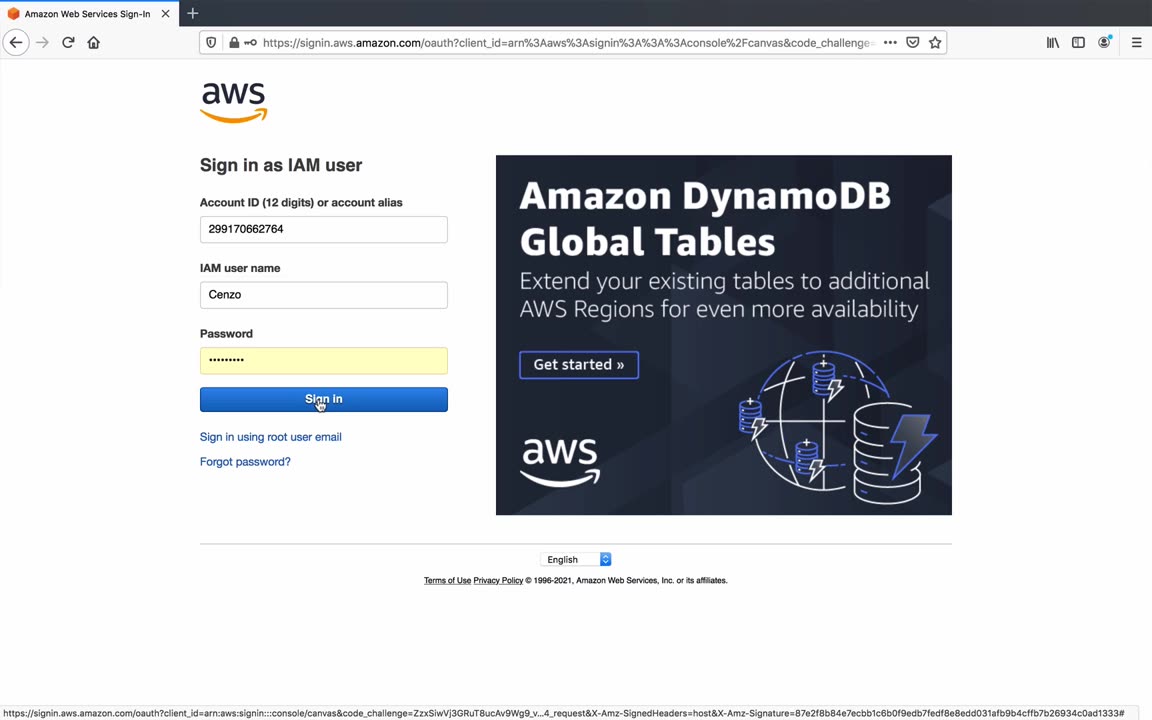 Amazon Web Services Sign-In
https://signin.aws.amazon.com/oauth?client_id=arn%3Aaws%3Asignin%3A%3A%3Aconsole%2Fcanvas&code_challenge=
aws
Sign in as IAM user
Account ID (12 digits) or account alias
299170662764
IAM user name
Cenzo
Password
•••••••••
Sign in
Sign in using root user email
Forgot password?
Amazon DynamoDB
Global Tables
Extend your existing tables to additional
AWS Regions for even more availability
Get started »
aws
English
Terms of Use Privacy Policy © 1996-2021, Amazon Web Services, Inc. or its affiliates.
https://signin.aws.amazon.com/oauth?client_id=arn:aws:signin:::console/canvas&code_challenge=ZzxSiwVj3GRuT8ucAv9Wg9_v...4_request&X-Amz-SignedHeaders=host&X-Amz-Signature=87e2f8b84e7ecbb1c6b0f9edb7fedf8e8edd031afb9b4cffb7b26934c0ad1333#